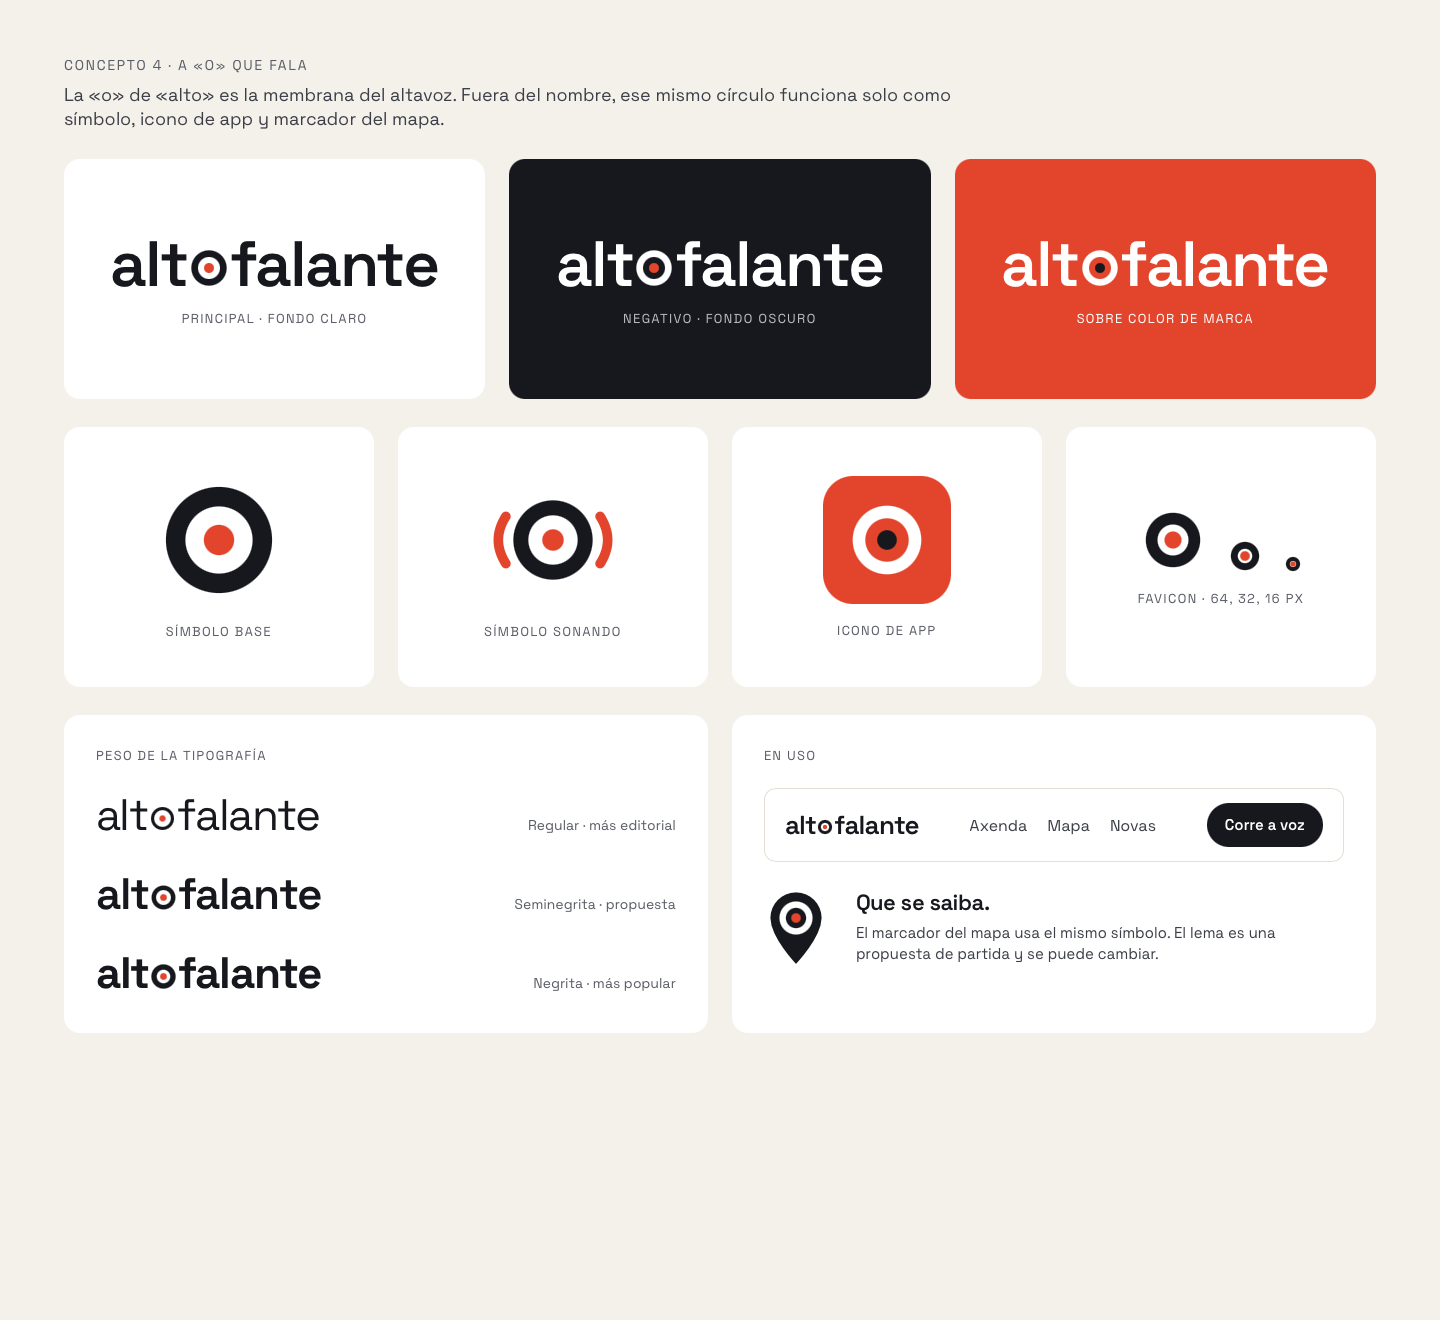 CONCEPTO 4 · A «O» QUE FALA
La «o» de «alto» es la membrana del altavoz. Fuera del nombre, ese mismo círculo funciona solo como
símbolo, icono de app y marcador del mapa.
altofalante
PRINCIPAL · FONDO CLARO
altofalante
NEGATIVO · FONDO OSCURO
altofalante
SOBRE COLOR DE MARCA
SÍMBOLO BASE
SÍMBOLO SONANDO
ICONO DE APP
FAVICON · 64, 32, 16 PX
PESO DE LA TIPOGRAFÍA
altofalante
Regular · más editorial
altofalante
Seminegrita · propuesta
altofalante
Negrita · más popular
EN USO
altofalante
Axenda
Mapa
Novas
Corre a voz
Que se saiba.
El marcador del mapa usa el mismo símbolo. El lema es una
propuesta de partida y se puede cambiar.